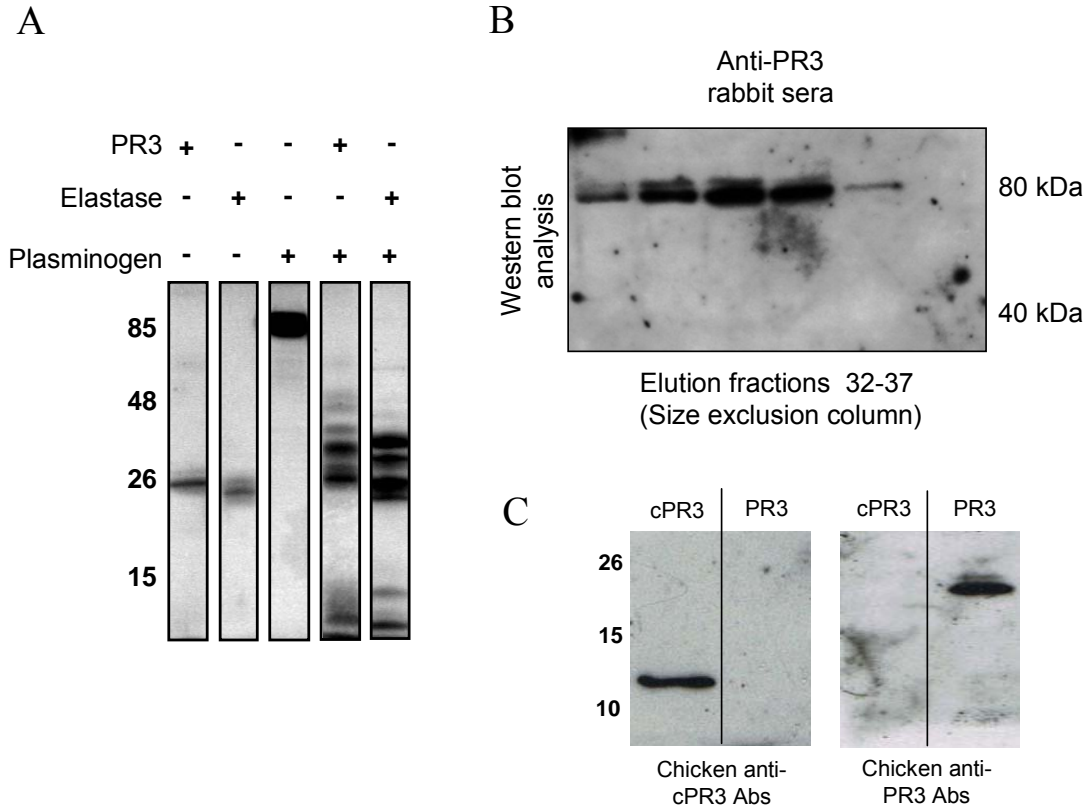 A
PR3 + - - + -
Elastase - + - - +
Plasminogen - - + + +
85
48
26
15
B
Anti-PR3
rabbit sera
Western blot
analysis
80 kDa
40 kDa
Elution fractions 32-37
(Size exclusion column)
C
cPR3 PR3 cPR3 PR3
26
15
10
Chicken anti-
cPR3 Abs
Chicken anti-
PR3 Abs